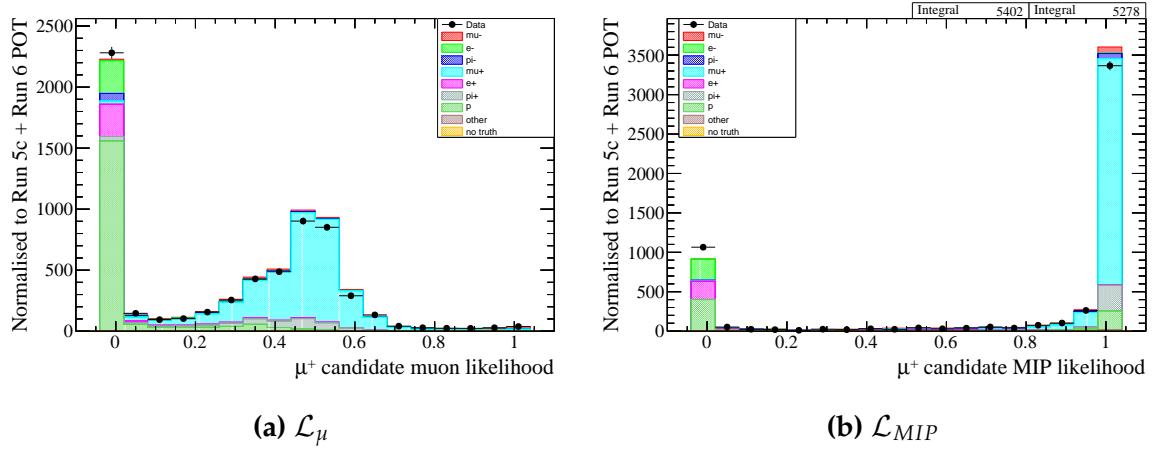 Normalised to Run 5c + Run 6 POT
2500
2000
1500
1000
500
0
Data
mu-
e-
pi-
mu+
e+
pi+
p
other
no truth
0 0.2 0.4 0.6 0.8 1
μ+ candidate muon likelihood
(a) ℒμ
Integral 5402 Integral 5278
Normalised to Run 5c + Run 6 POT
3500
3000
2500
2000
1500
1000
500
0
Data
mu-
e-
pi-
mu+
e+
pi+
p
other
no truth
0 0.2 0.4 0.6 0.8 1
μ+ candidate MIP likelihood
(b) ℒMIP